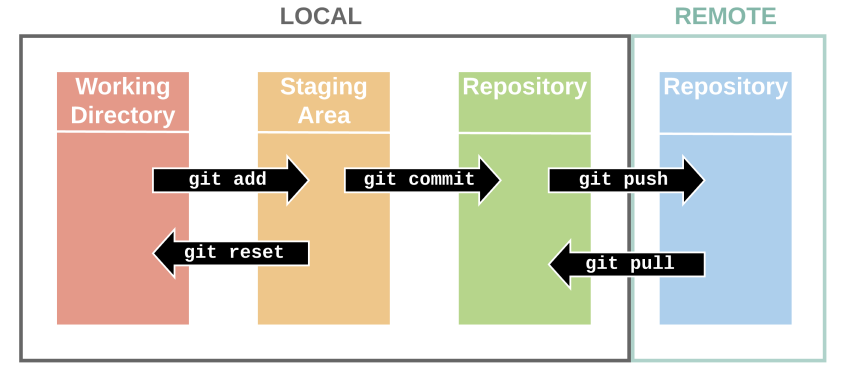 LOCAL
REMOTE
Working
Directory
Staging
Area
Repository
Repository
git add
git commit
git push
git reset
git pull